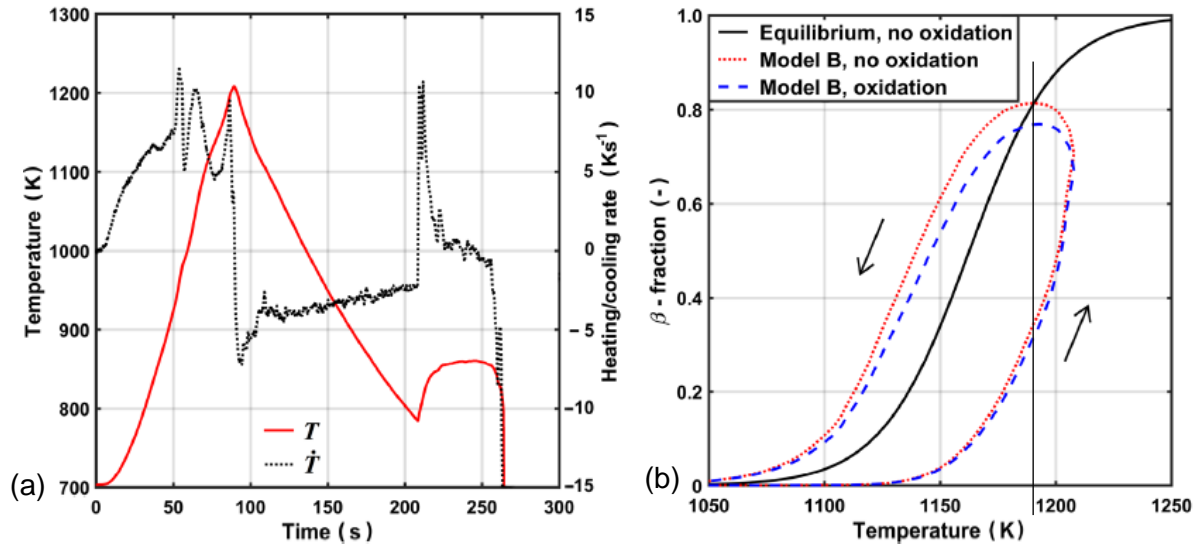 1300
1200
1100
1000
900
800
700
Temperature (K)
15
10
5
0
−5
−10
−15
Heating/cooling rate (Ks⁻¹)
T
Ṫ
0
50
100
150
200
250
300
Time (s)
(a)
1.0
0.8
0.6
0.4
0.2
0
β - fraction (-)
Equilibrium, no oxidation
Model B, no oxidation
Model B, oxidation
1050
1100
1150
1200
1250
Temperature (K)
(b)